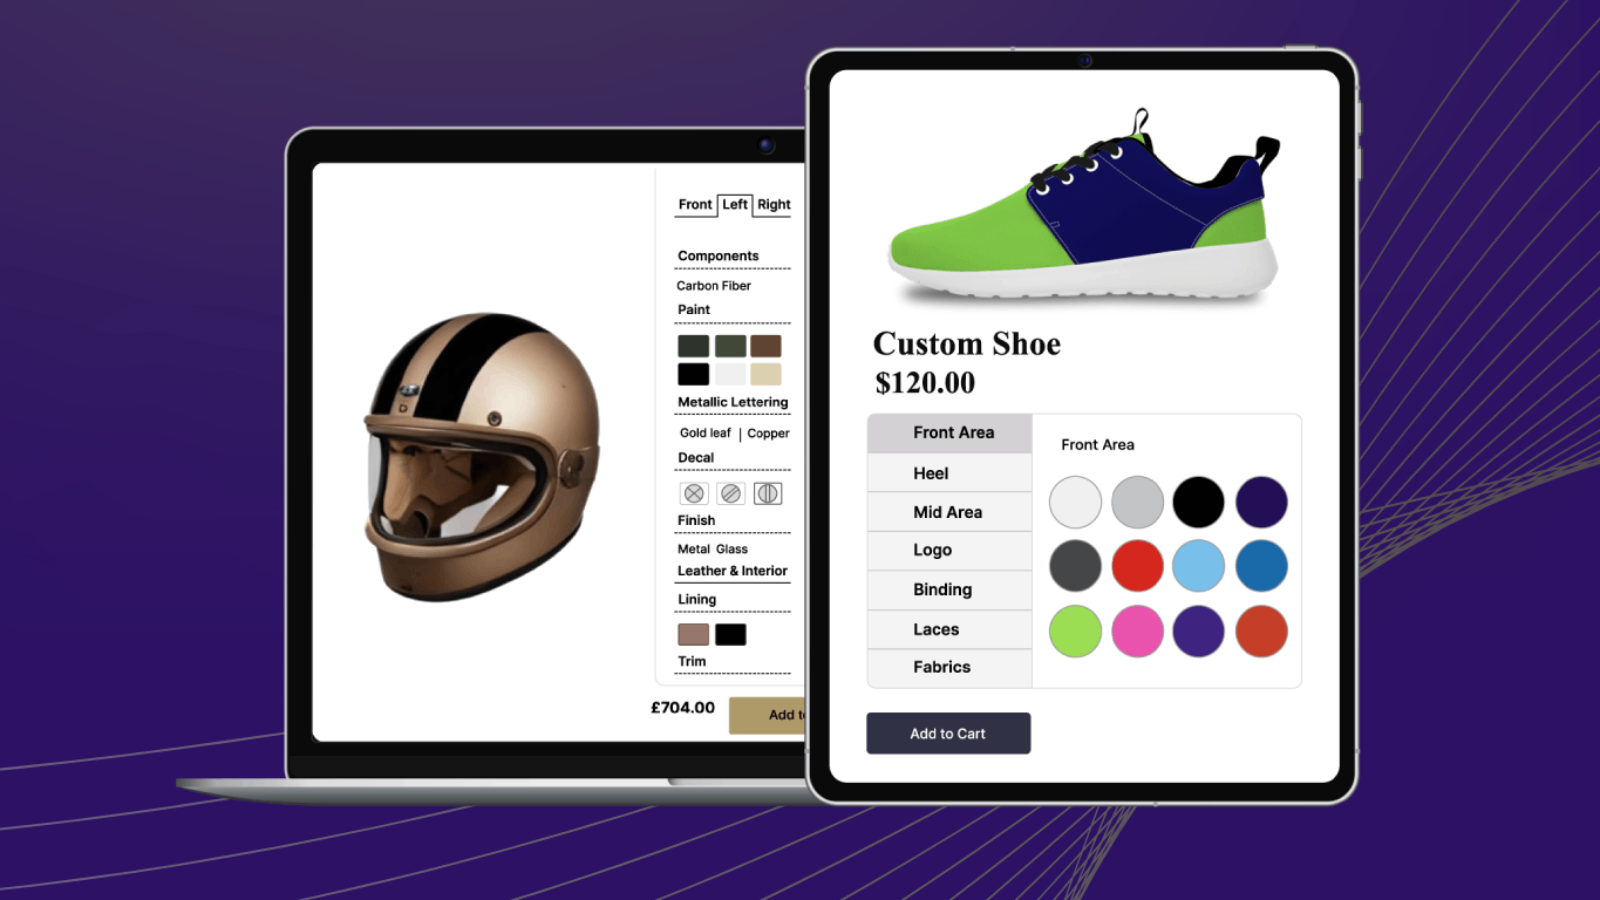 Front Left Right
Components
Carbon Fiber
Paint
Metallic Lettering
Gold leaf | Copper
Decal
Finish
Metal Glass
Leather & Interior
Lining
Trim
£704.00
Add to
Custom Shoe
$120.00
Front Area
Heel
Mid Area
Logo
Binding
Laces
Fabrics
Front Area
Add to Cart